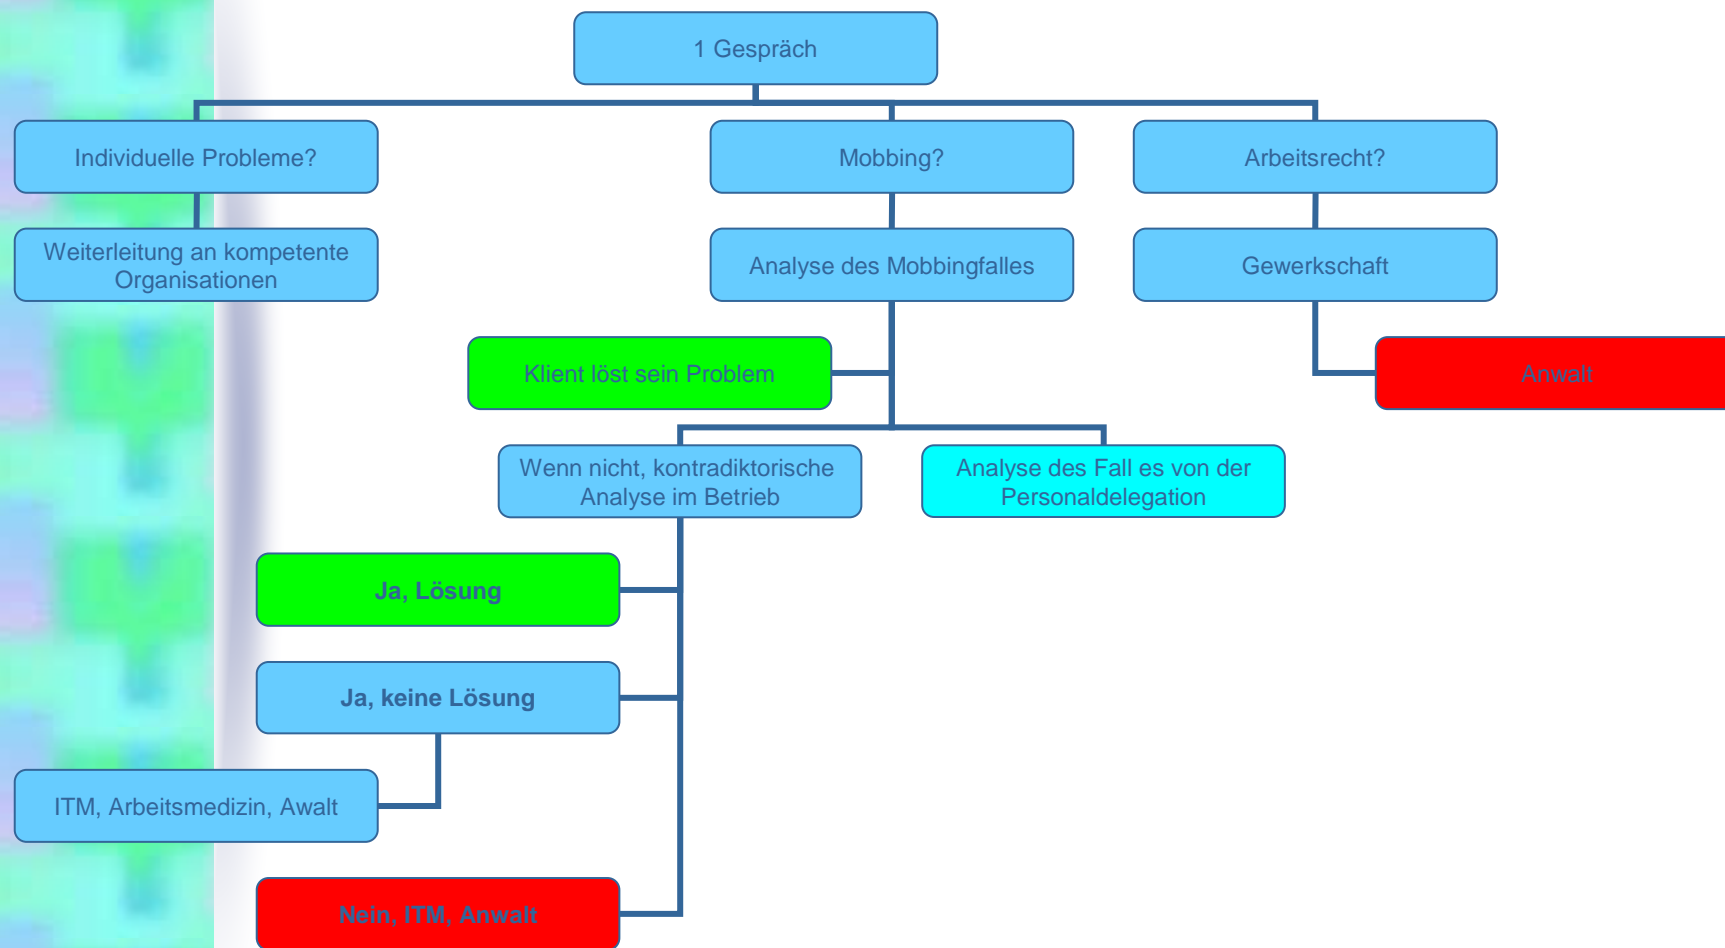 1 Gespräch
Individuelle Probleme?
Mobbing?
Arbeitsrecht?
Weiterleitung an kompetente
Organisationen
Analyse des Mobbingfalles
Gewerkschaft
Klient löst sein Problem
Anwalt
Wenn nicht, kontradiktorische
Analyse im Betrieb
Analyse des Fall es von der
Personaldelegation
Ja, Lösung
Ja, keine Lösung
ITM, Arbeitsmedizin, Awalt
Nein, ITM, Anwalt